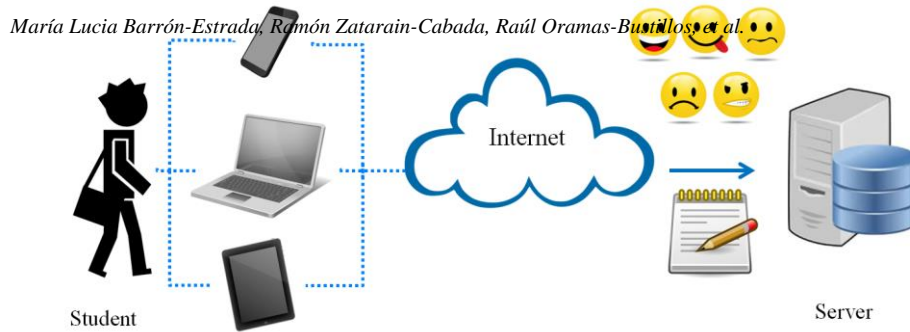 María Lucia Barrón-Estrada, Ramón Zatarain-Cabada, Raúl Oramas-Bustillos, et al.
Internet
Student
Server